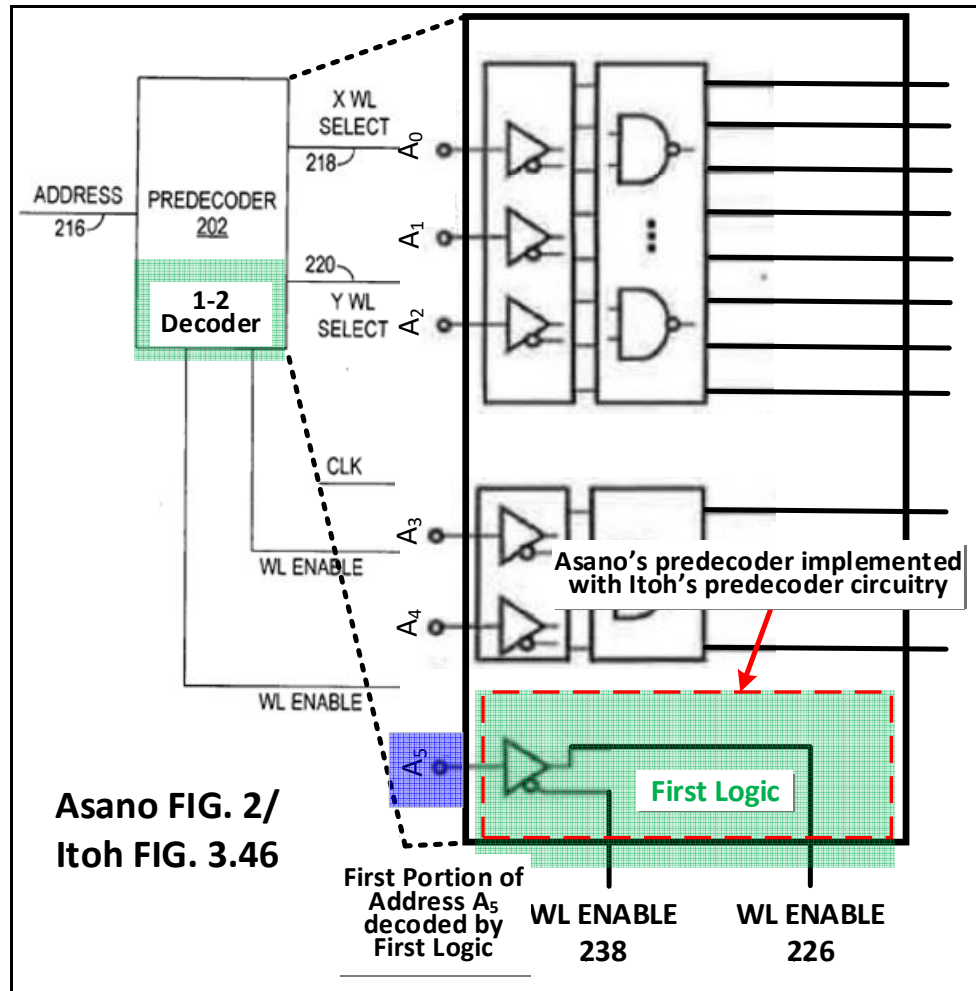 X WL
SELECT
218
ADDRESS
216
PREDECODER
202
220
Y WL
SELECT
1-2
Decoder
CLK
WL ENABLE
WL ENABLE
A0
A1
A2
A3
A4
A5
Asano's predecoder implemented
with Itoh's predecoder circuitry
First Logic
Asano FIG. 2/
Itoh FIG. 3.46
First Portion of
Address A5
decoded by
First Logic
WL ENABLE
238
WL ENABLE
226